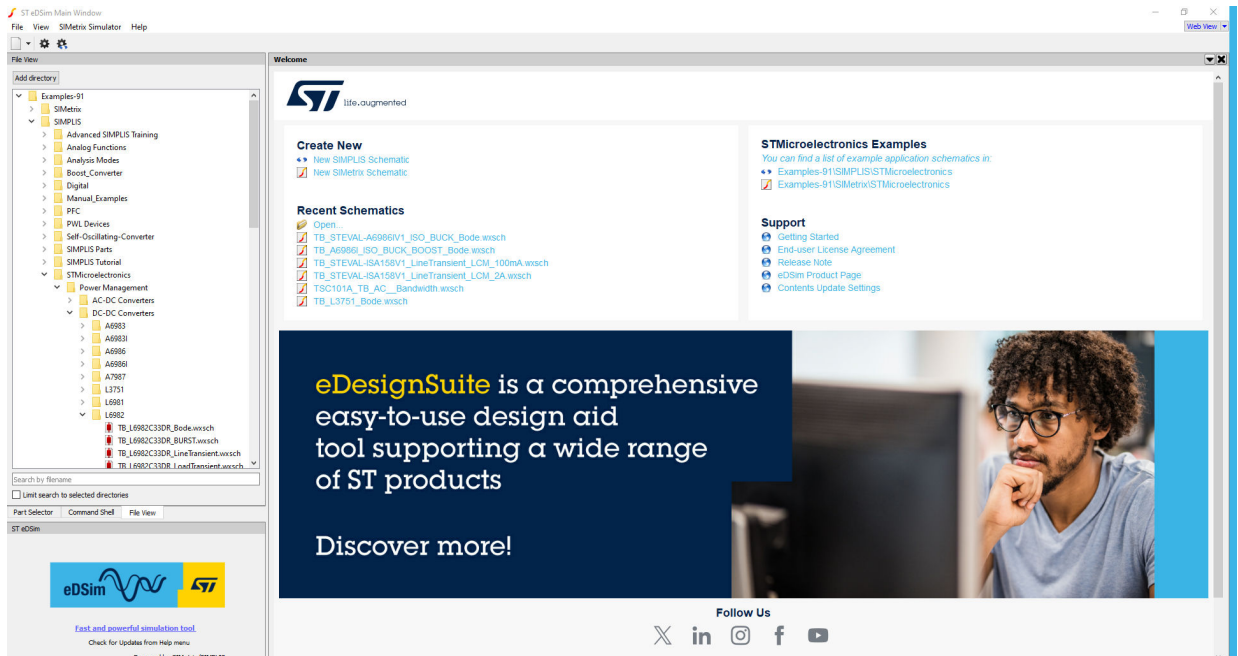 ST eDSim Main Window
File View SIMetrix Simulator Help
Web View
File View
Add directory
Examples-91
SIMetrix
SIMPLIS
Advanced SIMPLIS Training
Analog Functions
Analysis Modes
Boost_Converter
Digital
Manual_Examples
PFC
PWL Devices
Self-Oscillating-Converter
SIMPLIS Parts
SIMPLIS Tutorial
STMicroelectronics
Power Management
AC-DC Converters
DC-DC Converters
A6983
A6983I
A6986
A6986I
A7987
L3751
L6981
L6982
TB_L6982C33DR_Bode.wxsch
TB_L6982C33DR_BURST.wxsch
TB_L6982C33DR_LineTransient.wxsch
TB_L6982C33DR_LoadTransient.wxsch
Search by filename
Limit search to selected directories
Part Selector Command Shell File View
ST eDSim
eDSim ST
Fast and powerful simulation tool
Check for Updates from Help menu
Welcome
ST life.augmented
Create New
New SIMPLIS Schematic
New SIMetrix Schematic
Recent Schematics
Open...
TB_STEVAL-A6986IV1_ISO_BUCK_Bode.wxsch
TB_A6986I_ISO_BUCK_BOOST_Bode.wxsch
TB_STEVAL-ISA158V1_LineTransient_LCM_100mA.wxsch
TB_STEVAL-ISA158V1_LineTransient_LCM_2A.wxsch
TSC101A_TB_AC__Bandwidth.wxsch
TB_L3751_Bode.wxsch
STMicroelectronics Examples
You can find a list of example application schematics in:
Examples-91\SIMPLIS\STMicroelectronics
Examples-91\SIMetrix\STMicroelectronics
Support
Getting Started
End-user License Agreement
Release Note
eDSim Product Page
Contents Update Settings
eDesignSuite is a comprehensive
easy-to-use design aid
tool supporting a wide range
of ST products
Discover more!
Follow Us